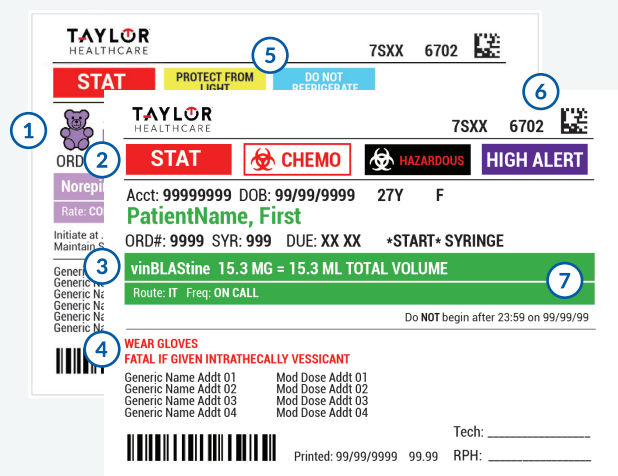 TAYLOR
HEALTHCARE
7SXX 6702
5
STAT
PROTECT FROM
LIGHT
DO NOT
REFRIGERATE
6
1
TAYLOR
HEALTHCARE
7SXX 6702
ORD
2
STAT
CHEMO
HAZARDOUS
HIGH ALERT
Norepi
Rate: CO
Acct: 99999999 DOB: 99/99/9999 27Y F
PatientName, First
Initiate at
Maintain S
ORD#: 9999 SYR: 999 DUE: XX XX *START* SYRINGE
3
vinBLAStine 15.3 MG = 15.3 ML TOTAL VOLUME
Route: IT Freq: ON CALL
7
Generi
Generic N
Generic Na
Generic Na
Generic Na
Generic Na
Do NOT begin after 23:59 on 99/99/99
4
WEAR GLOVES
FATAL IF GIVEN INTRATHECALLY VESSICANT
Generic Name Addt 01 Mod Dose Addt 01
Generic Name Addt 02 Mod Dose Addt 02
Generic Name Addt 03 Mod Dose Addt 03
Generic Name Addt 04 Mod Dose Addt 04
Tech:
Printed: 99/99/9999 99.99 RPH: